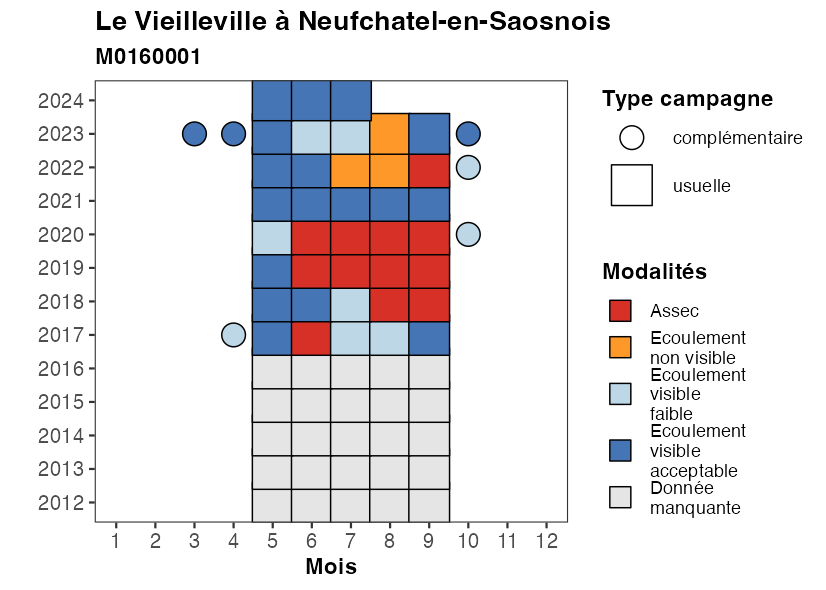 Le Vieilleville à Neufchatel-en-Saosnois
M0160001
2024
2023
2022
2021
2020
2019
2018
2017
2016
2015
2014
2013
2012
1 2 3 4 5 6 7 8 9 10 11 12
Mois
Type campagne
complémentaire
usuelle
Modalités
Assec
Ecoulement
non visible
Ecoulement
visible
faible
Ecoulement
visible
acceptable
Donnée
manquante